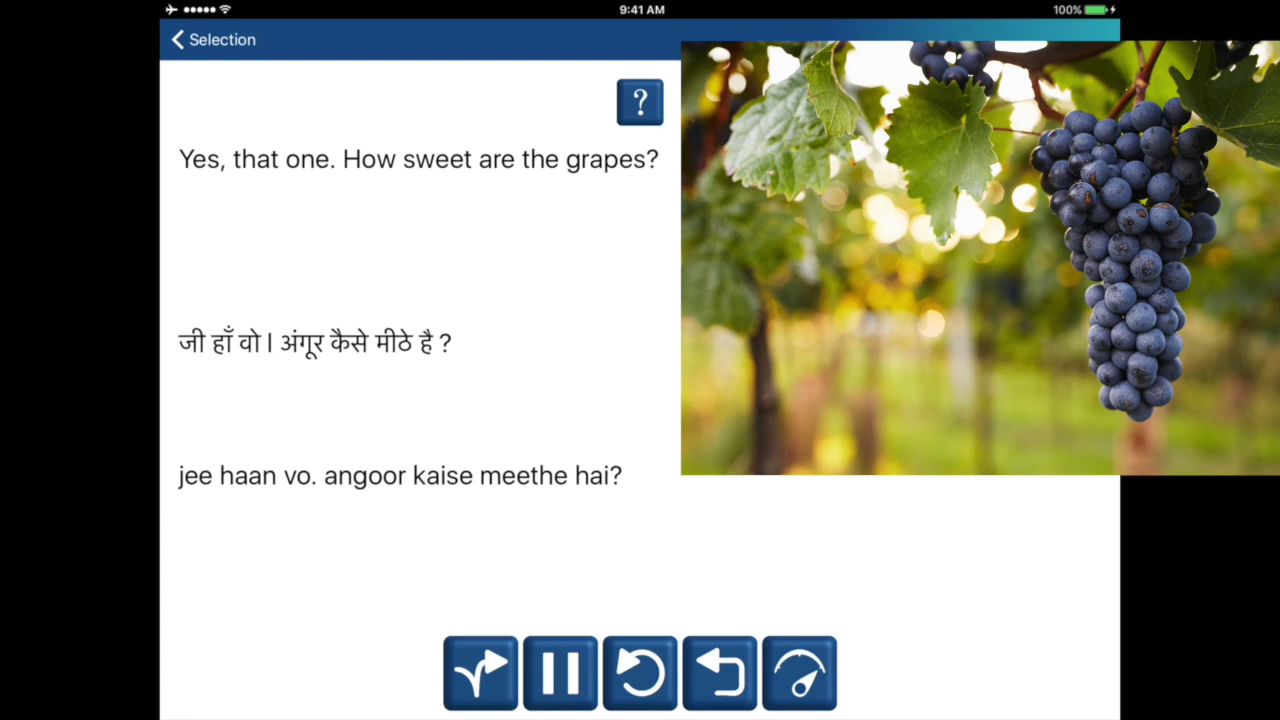 9:41 AM
100%
Selection
?
Yes, that one. How sweet are the grapes?
जी हाँ वो l अंगूर कैसे मीठे है ?
jee haan vo. angoor kaise meethe hai?